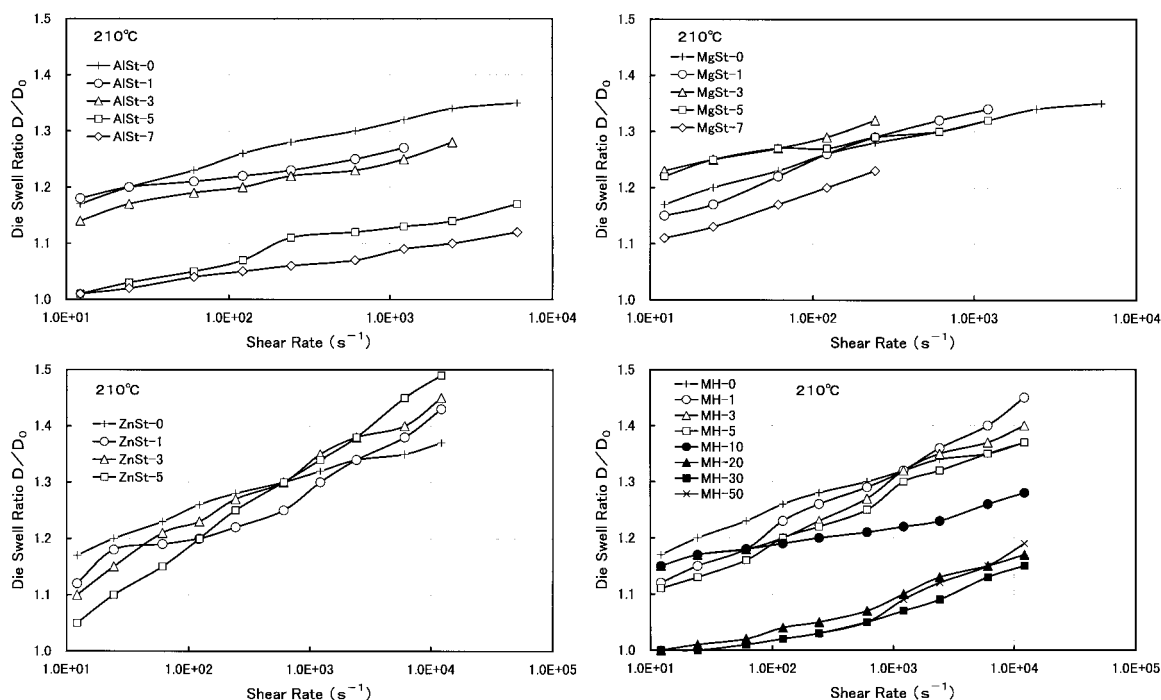 1.5
1.4
1.3
1.2
1.1
1.0
Die Swell Ratio D/D₀
210℃
AlSt-0
AlSt-1
AlSt-3
AlSt-5
AlSt-7
1.0E+01 1.0E+02 1.0E+03 1.0E+04
Shear Rate (s⁻¹)
1.5
1.4
1.3
1.2
1.1
1.0
Die Swell Ratio D/D₀
210℃
MgSt-0
MgSt-1
MgSt-3
MgSt-5
MgSt-7
1.0E+01 1.0E+02 1.0E+03 1.0E+04
Shear Rate (s⁻¹)
1.5
1.4
1.3
1.2
1.1
1.0
Die Swell Ratio D/D₀
210℃
ZnSt-0
ZnSt-1
ZnSt-3
ZnSt-5
1.0E+01 1.0E+02 1.0E+03 1.0E+04 1.0E+05
Shear Rate (s⁻¹)
1.5
1.4
1.3
1.2
1.1
1.0
Die Swell Ratio D/D₀
210℃
MH-0
MH-1
MH-3
MH-5
MH-10
MH-20
MH-30
MH-50
1.0E+01 1.0E+02 1.0E+03 1.0E+04 1.0E+05
Shear Rate (s⁻¹)